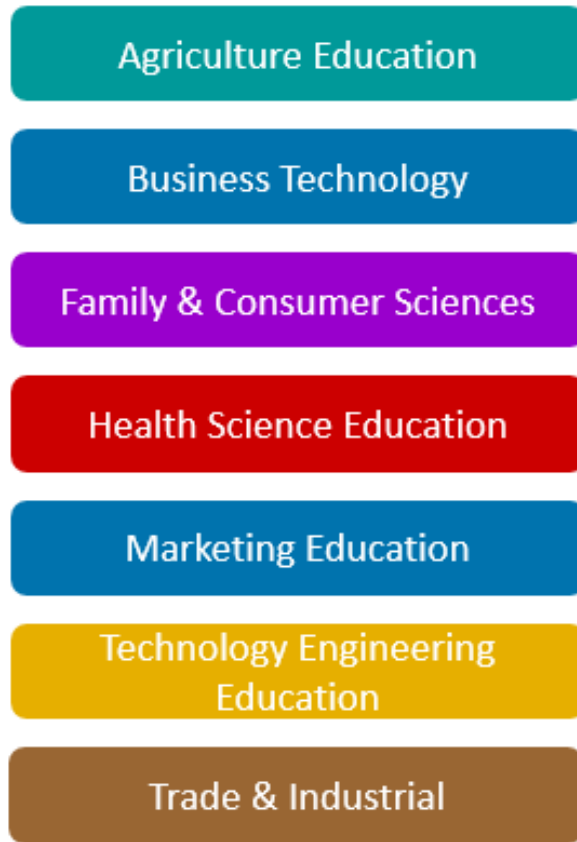 Agriculture Education
Business Technology
Family & Consumer Sciences
Health Science Education
Marketing Education
Technology Engineering
Education
Trade & Industrial